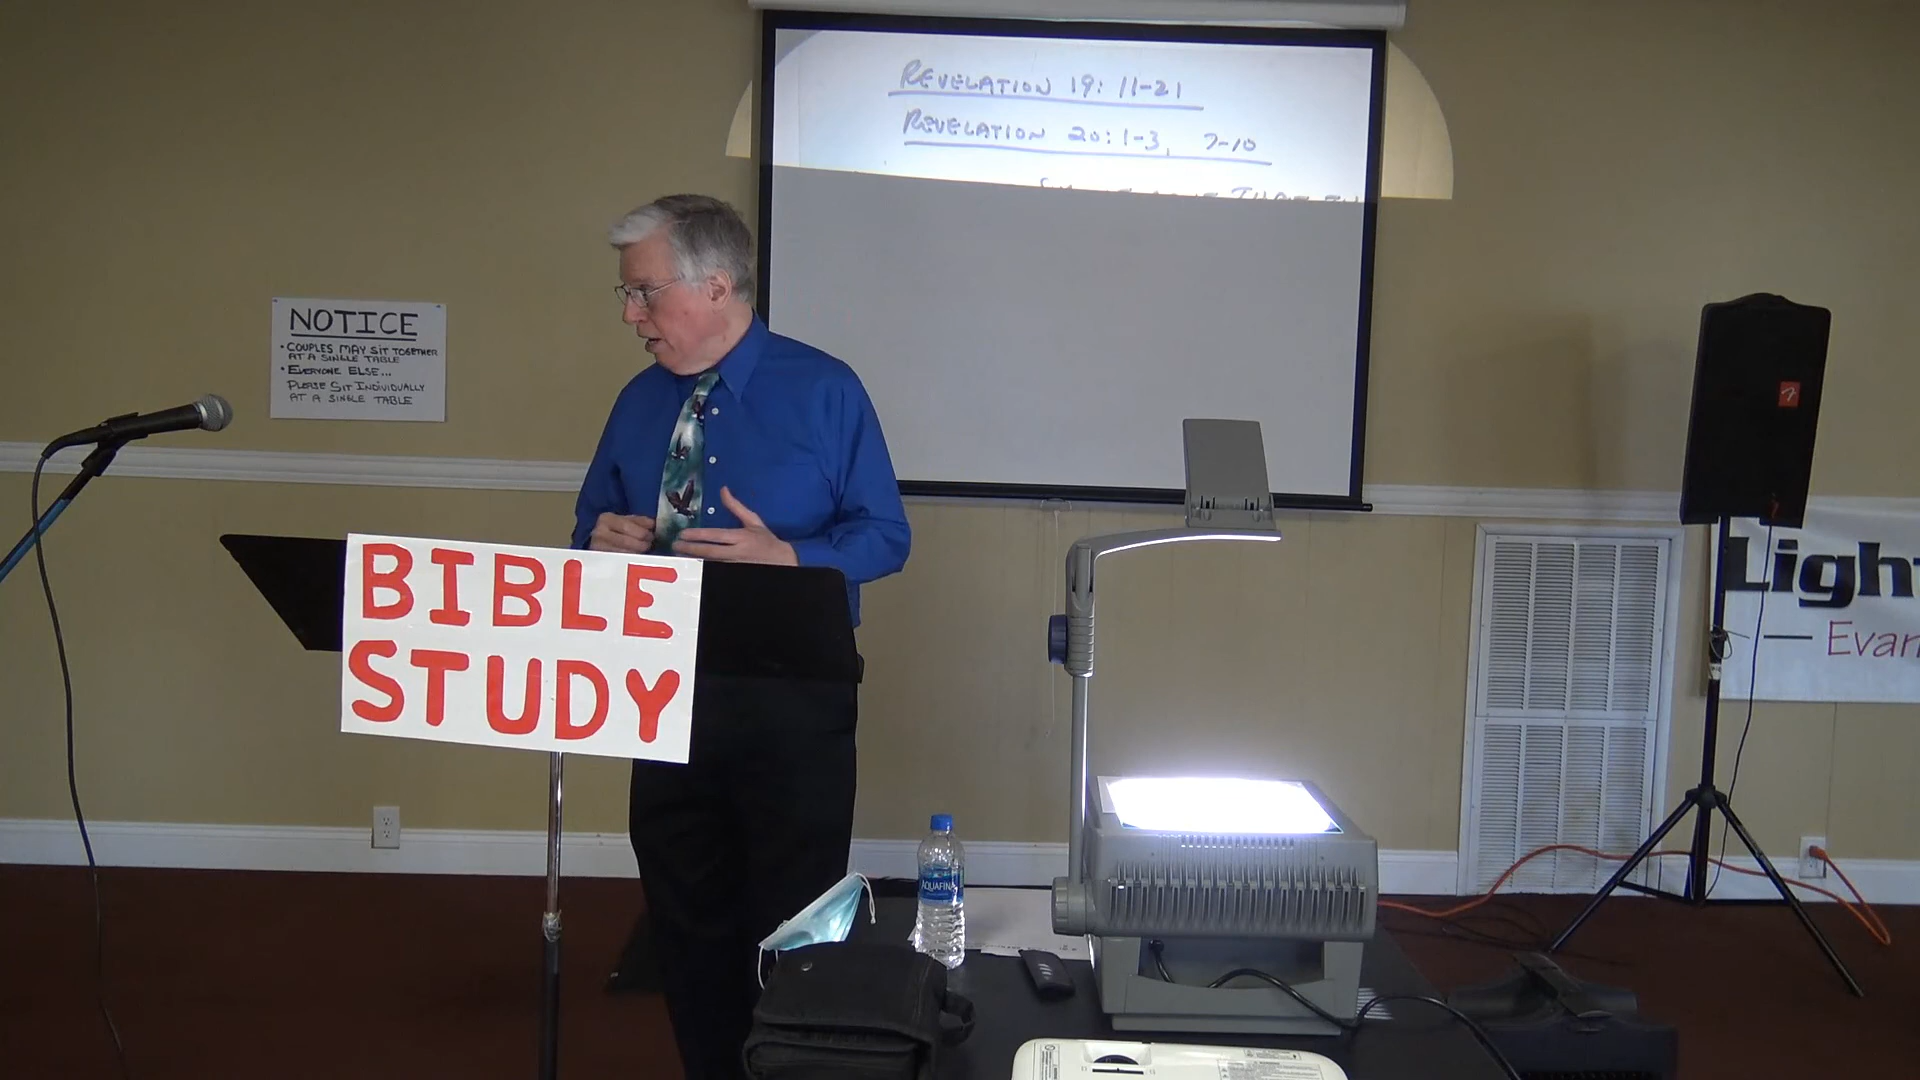 REVELATION 19: 11-21
REVELATION 20: 1-3, 7-10
NOTICE
• COUPLES MAY SIT TOGETHER
AT A SINGLE TABLE
• EVERYONE ELSE...
PLEASE SIT INDIVIDUALLY
AT A SINGLE TABLE
BIBLE
STUDY
Ligh
Evan
AQUAFINA